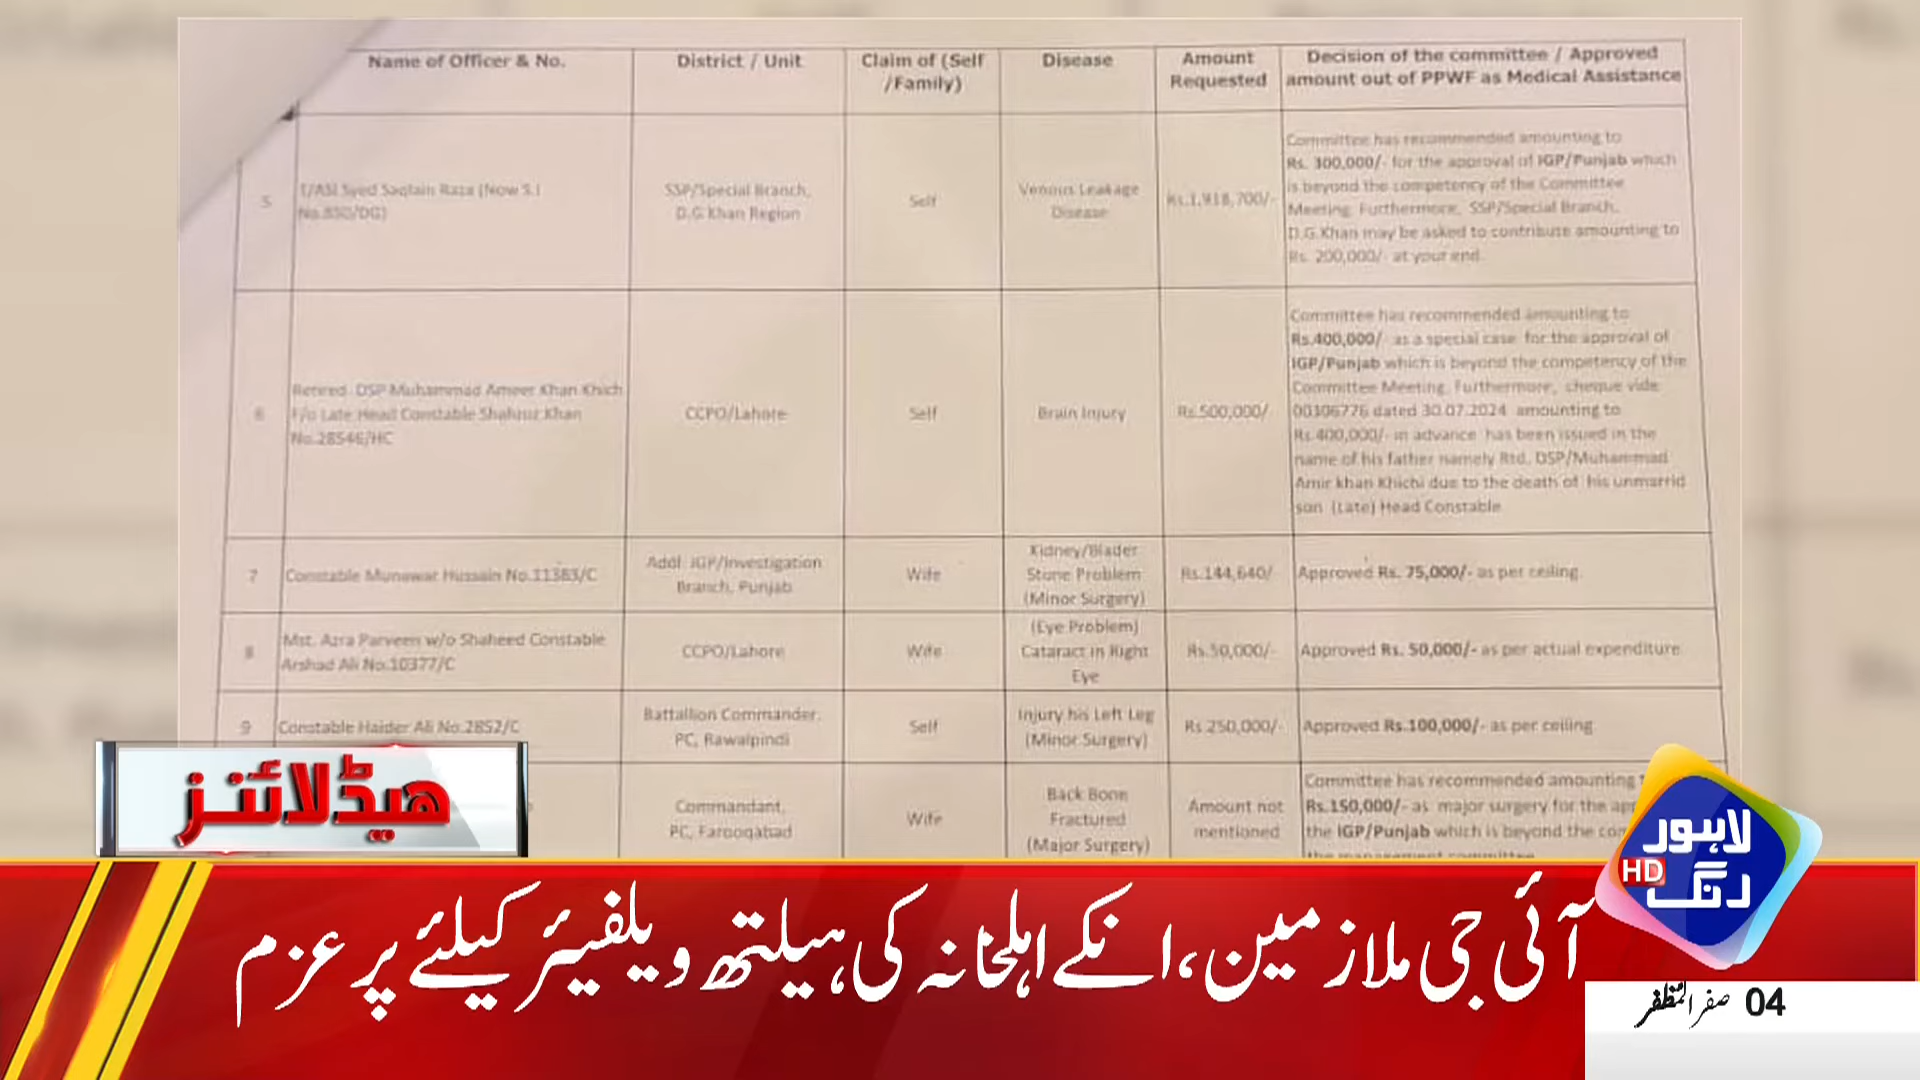 Name of Officer & No.
District / Unit
Claim of (Self
/Family)
Disease
Amount
Requested
Decision of the committee / Approved
amount out of PPWF as Medical Assistance
5
T/ASI Syed Saqlain Raza (Now S.I
No.350/DG)
SSP/Special Branch,
D.G Khan Region
Self
Venous Leakage
Disease
Rs.1,918,700/-
Committee has recommended amounting to
Rs. 300,000/- for the approval of IGP/Punjab which
is beyond the competency of the Committee
Meeting. Furthermore, SSP/Special Branch,
D.G.Khan may be asked to contribute amounting to
Rs. 200,000/- at your end.
6
Retired DSP Muhammad Ameer Khan Khich
F/o Late Head Constable Shahnuz Khan
No.28546/HC
CCPO/Lahore
Self
Brain Injury
Rs.500,000/-
Committee has recommended amounting to
Rs.400,000/- as a special case for the approval of
IGP/Punjab which is beyond the competency of the
Committee Meeting. Furthermore, cheque vide
00306776 dated 30.07.2024 amounting to
Rs.400,000/- in advance has been issued in the
name of his father namely Rtd. DSP/Muhammad
Amir khan Khichi due to the death of his unmarrid
son (Late) Head Constable
7
Constable Munawar Hussain No.11383/C
Addl: IGP/Investigation
Branch, Punjab
Wife
Kidney/Blader
Stone Problem
(Minor Surgery)
Rs.144,640/-
Approved Rs. 75,000/- as per ceiling.
8
Mst. Azra Parveen w/o Shaheed Constable
Arshad Ali No.10377/C
CCPO/Lahore
Wife
(Eye Problem)
Cataract in Right
Eye
Rs.50,000/-
Approved Rs. 50,000/- as per actual expenditure
9
Constable Haider Ali No.2852/C
Battallion Commander,
PC, Rawalpindi
Self
Injury his Left Leg
(Minor Surgery)
Rs.250,000/-
Approved Rs.100,000/- as per ceiling
Commandant,
PC, Farooqabad
Wife
Back Bone
Fractured
(Major Surgery)
Amount not
mentioned
Committee has recommended amounting
Rs.150,000/- as major surgery for the
the IGP/Punjab which is beyond the
the management committee
ہیڈلائنز
لاہور
رنگ
HD
آئی جی ملازمین، انکے اہلخانہ کی ہیلتھ ویلفیئر کیلئے پر عزم
04 صفر المظفر